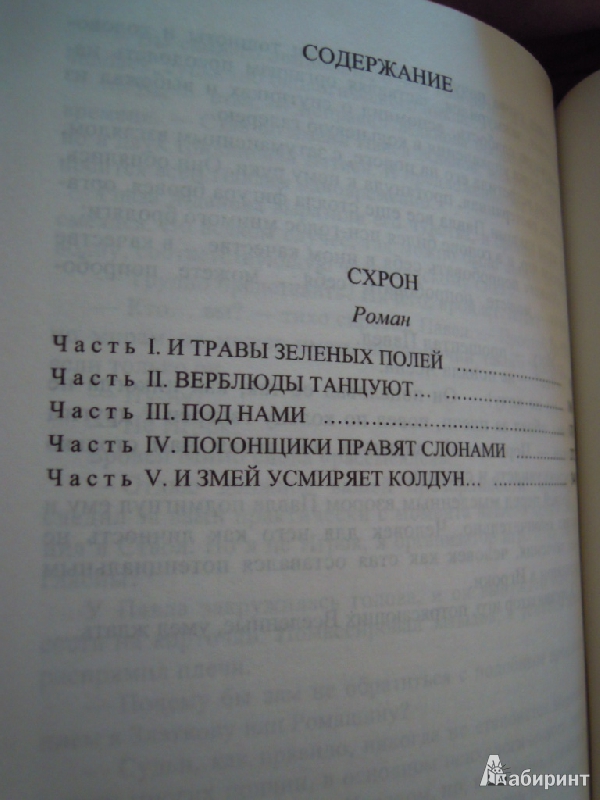 СОДЕРЖАНИЕ
СХРОН
Роман
Часть I. И ТРАВЫ ЗЕЛЕНЫХ ПОЛЕЙ
Часть II. ВЕРБЛЮДЫ ТАНЦУЮТ...
Часть III. ПОД НАМИ
Часть IV. ПОГОНЩИКИ ПРАВЯТ СЛОНАМИ
Часть V. И ЗМЕЙ УСМИРЯЕТ КОЛДУН...
Лабиринт